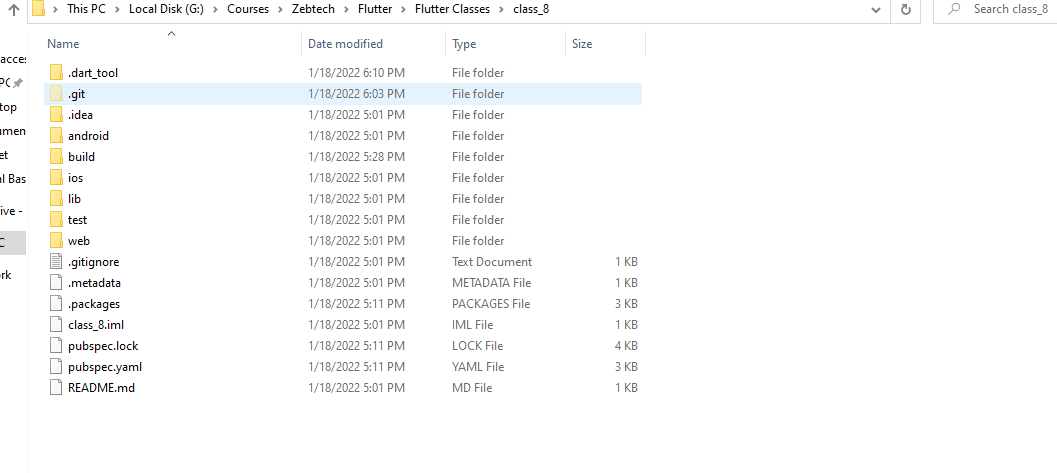 This PC > Local Disk (G:) > Courses > Zebtech > Flutter > Flutter Classes > class_8
Search class_8
Name Date modified Type Size
.dart_tool 1/18/2022 6:10 PM File folder
.git 1/18/2022 6:03 PM File folder
.idea 1/18/2022 5:01 PM File folder
android 1/18/2022 5:01 PM File folder
build 1/18/2022 5:28 PM File folder
ios 1/18/2022 5:01 PM File folder
lib 1/18/2022 5:01 PM File folder
test 1/18/2022 5:01 PM File folder
web 1/18/2022 5:01 PM File folder
.gitignore 1/18/2022 5:01 PM Text Document 1 KB
.metadata 1/18/2022 5:01 PM METADATA File 1 KB
.packages 1/18/2022 5:11 PM PACKAGES File 3 KB
class_8.iml 1/18/2022 5:01 PM IML File 1 KB
pubspec.lock 1/18/2022 5:11 PM LOCK File 4 KB
pubspec.yaml 1/18/2022 5:11 PM YAML File 3 KB
README.md 1/18/2022 5:01 PM MD File 1 KB